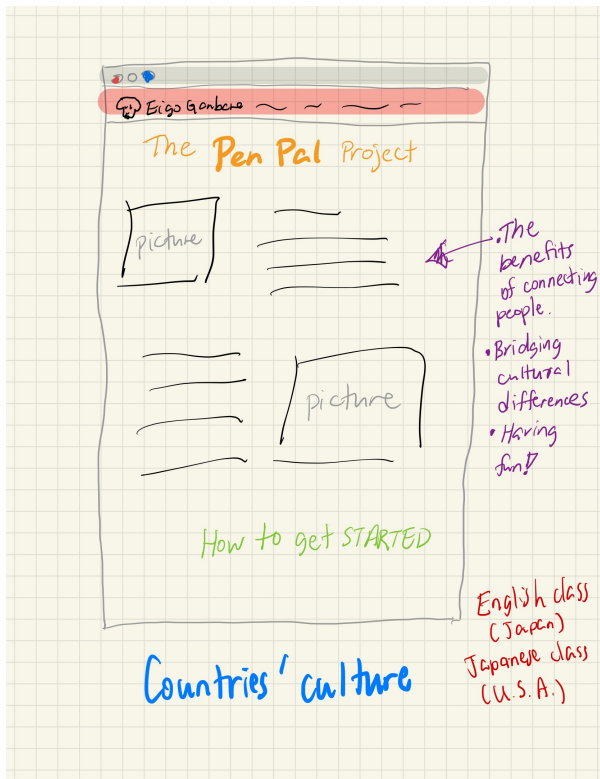 Eigo Ganbare
The Pen Pal Project
picture
• The
benefits
of connecting
people.
• Bridging
cultural
differences
• Having
fun!
picture
How to get STARTED
English class
(Japan)
Japanese class
(U.S.A.)
Countries' culture